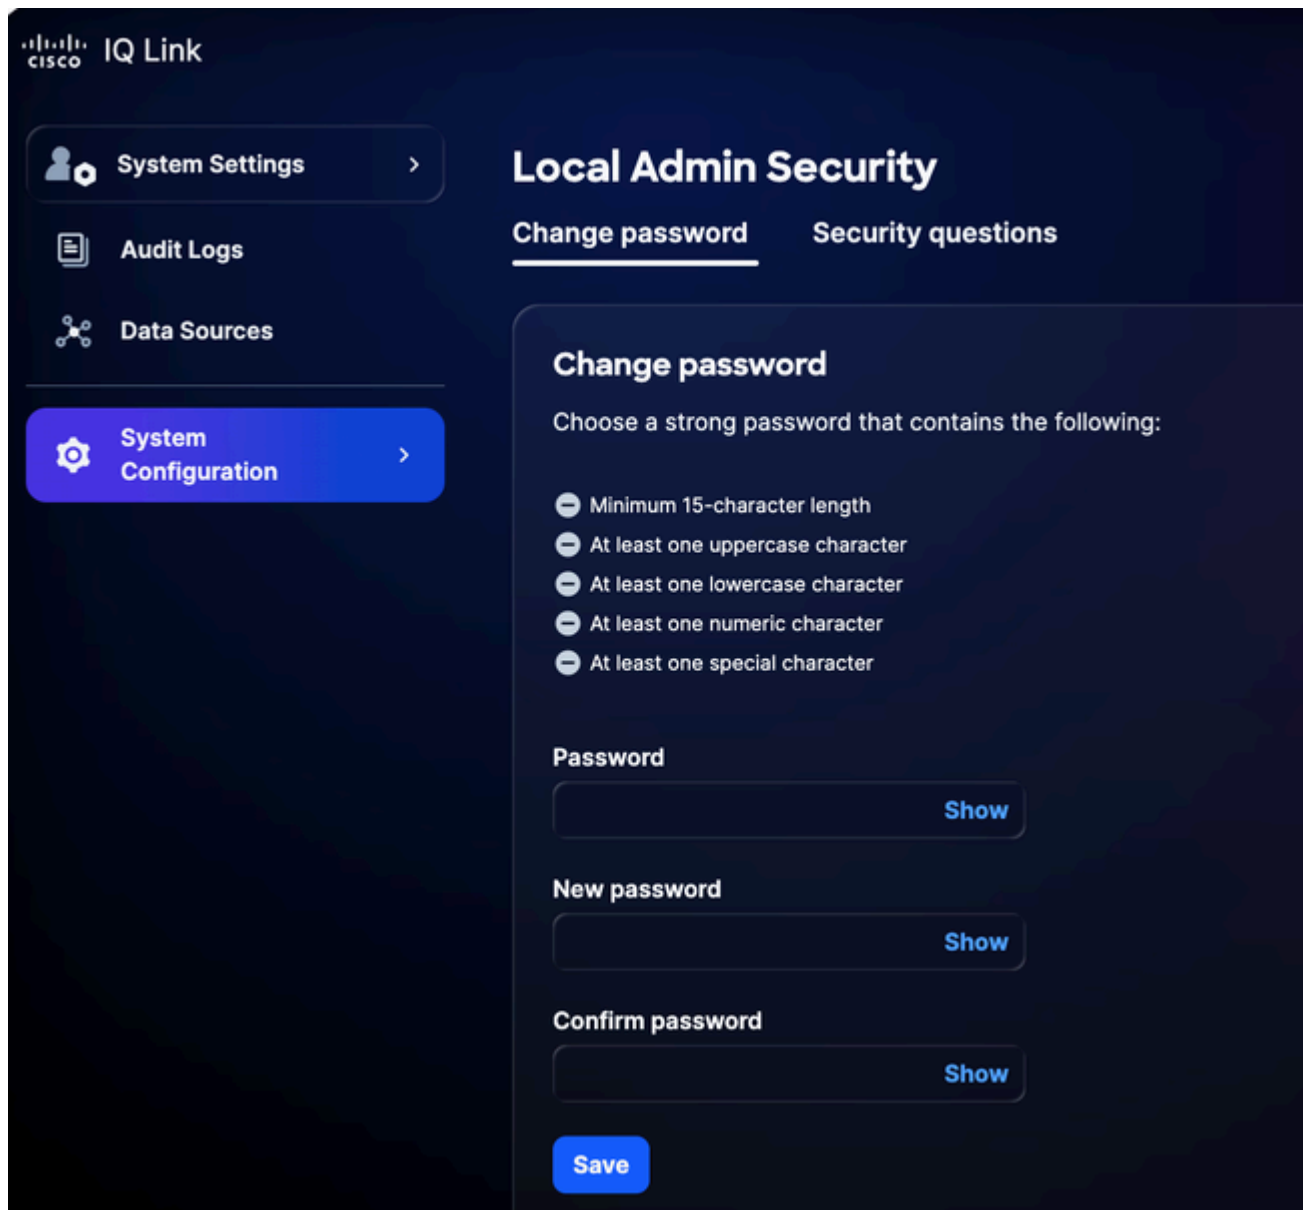 cisco IQ Link
System Settings
Audit Logs
Data Sources
System
Configuration
Local Admin Security
Change password Security questions
Change password
Choose a strong password that contains the following:
Minimum 15-character length
At least one uppercase character
At least one lowercase character
At least one numeric character
At least one special character
Password
Show
New password
Show
Confirm password
Show
Save